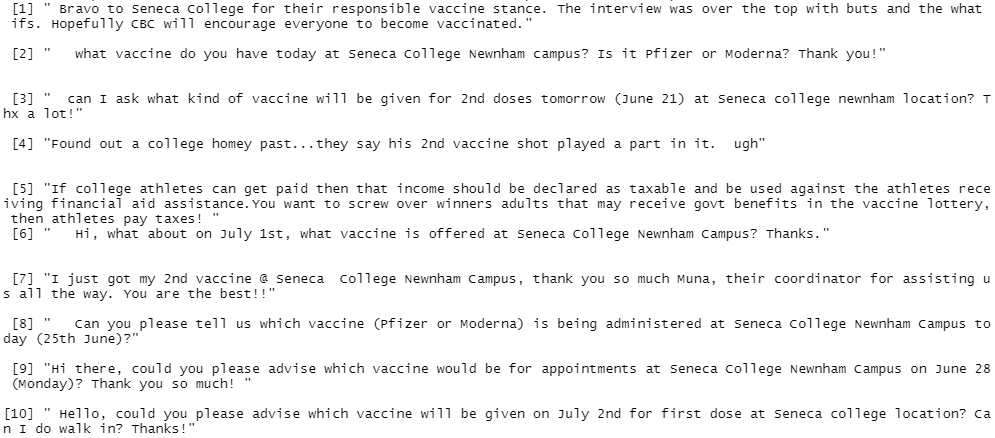 [1] " Bravo to Seneca College for their responsible vaccine stance. The interview was over the top with buts and the what
ifs. Hopefully CBC will encourage everyone to become vaccinated."
[2] "   what vaccine do you have today at Seneca College Newnham campus? Is it Pfizer or Moderna? Thank you!"
[3] "  can I ask what kind of vaccine will be given for 2nd doses tomorrow (June 21) at Seneca college newnham location? T
hx a lot!"
[4] "Found out a college homey past...they say his 2nd vaccine shot played a part in it.  ugh"
[5] "If college athletes can get paid then that income should be declared as taxable and be used against the athletes rece
iving financial aid assistance.You want to screw over winners adults that may receive govt benefits in the vaccine lottery,
then athletes pay taxes! "
[6] "   Hi, what about on July 1st, what vaccine is offered at Seneca College Newnham Campus? Thanks."
[7] "I just got my 2nd vaccine @ Seneca  College Newnham Campus, thank you so much Muna, their coordinator for assisting u
s all the way. You are the best!!"
[8] "   Can you please tell us which vaccine (Pfizer or Moderna) is being administered at Seneca College Newnham Campus to
day (25th June)?"
[9] "Hi there, could you please advise which vaccine would be for appointments at Seneca College Newnham Campus on June 28
(Monday)? Thank you so much! "
[10] " Hello, could you please advise which vaccine will be given on July 2nd for first dose at Seneca college location? Ca
n I do walk in? Thanks!"